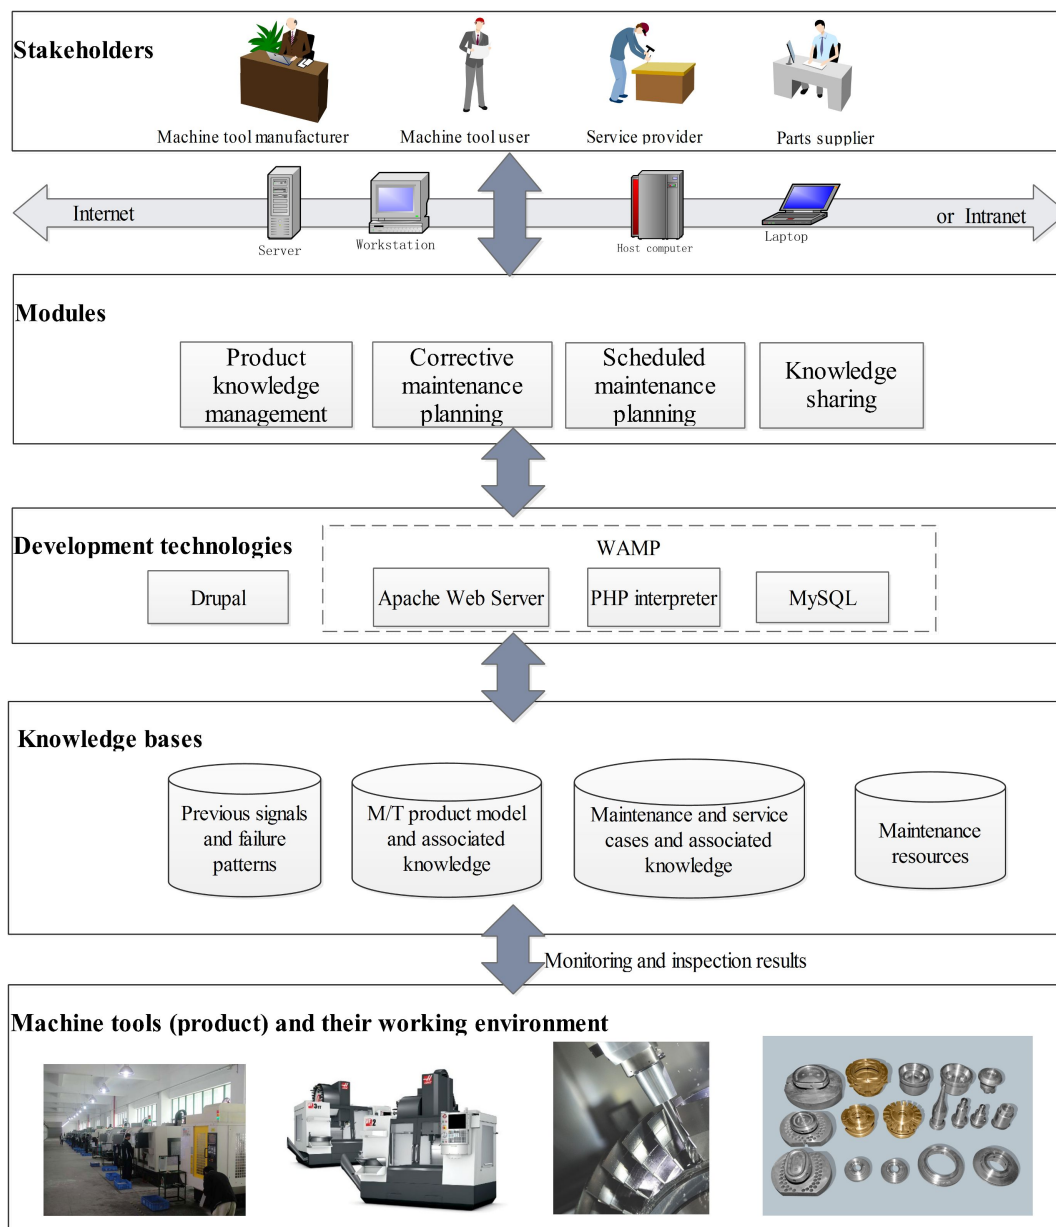 Stakeholders
Machine tool manufacturer
Machine tool user
Service provider
Parts supplier
Internet
or Intranet
Server
Workstation
Host computer
Laptop
Modules
Product
knowledge
management
Corrective
maintenance
planning
Scheduled
maintenance
planning
Knowledge
sharing
Development technologies
WAMP
Drupal
Apache Web Server
PHP interpreter
MySQL
Knowledge bases
Previous signals
and failure
patterns
M/T product model
and associated
knowledge
Maintenance and service
cases and associated
knowledge
Maintenance
resources
Monitoring and inspection results
Machine tools (product) and their working environment